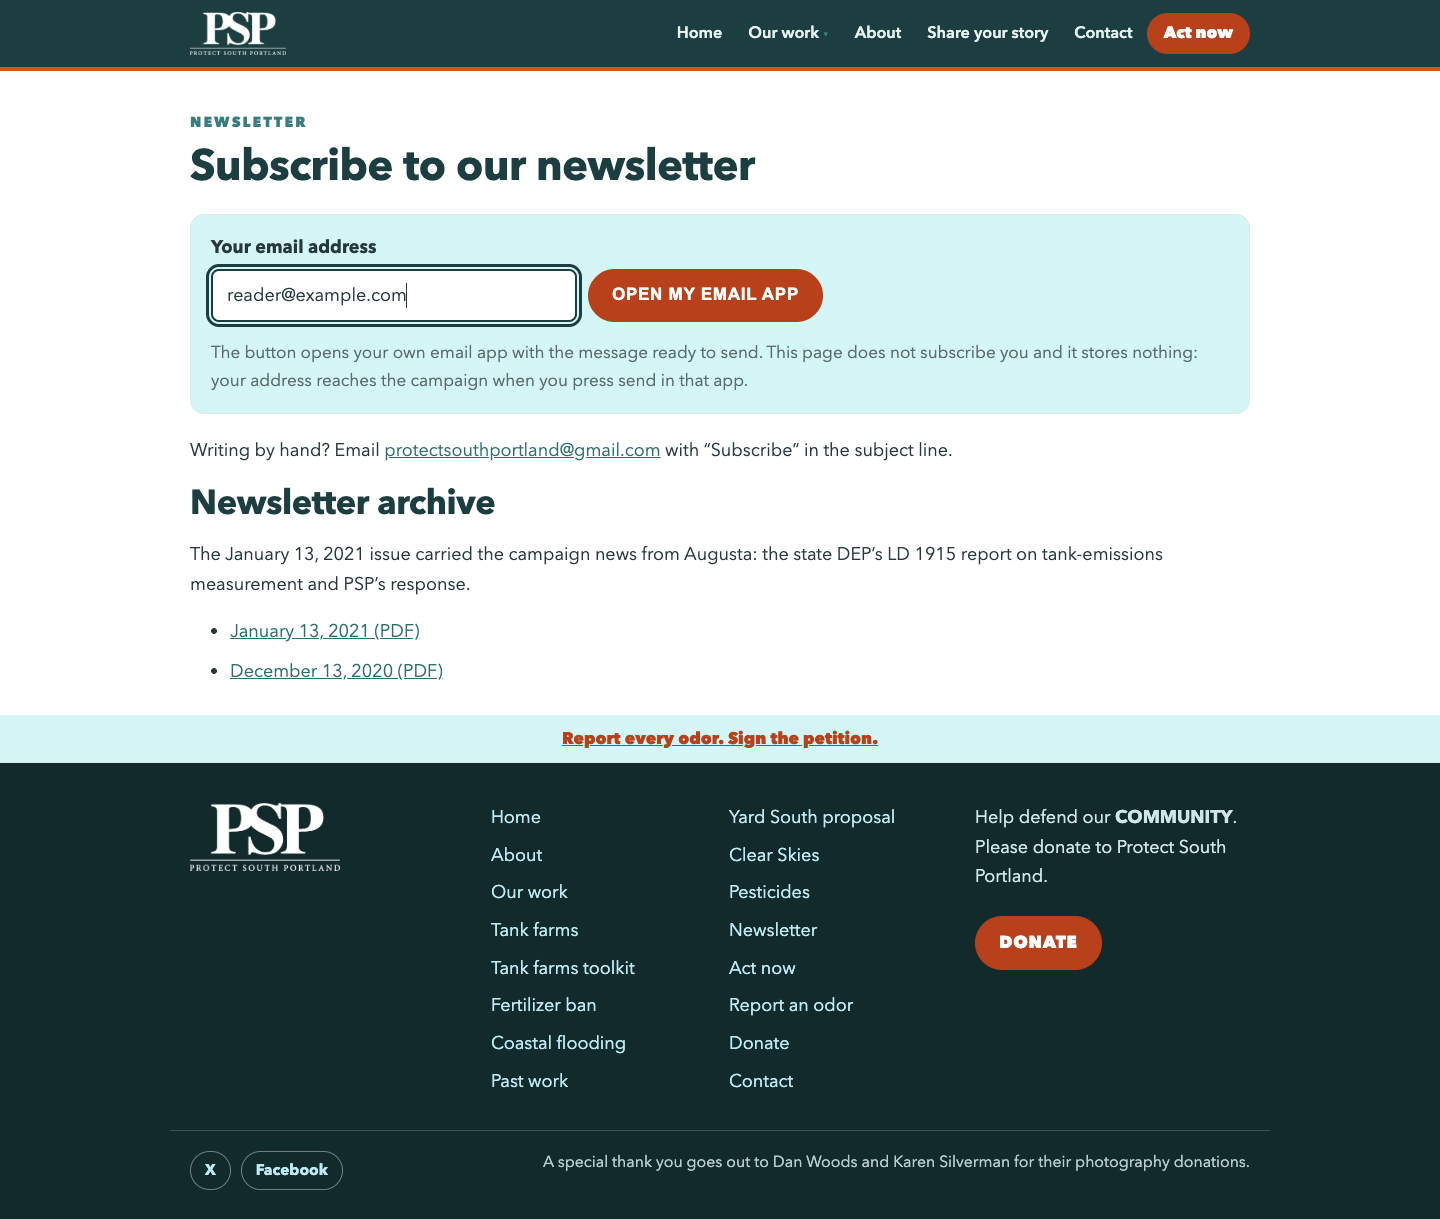 PSP
PROTECT SOUTH PORTLAND
Home
Our work
About
Share your story
Contact
Act now
NEWSLETTER
Subscribe to our newsletter
Your email address
reader@example.com
OPEN MY EMAIL APP
The button opens your own email app with the message ready to send. This page does not subscribe you and it stores nothing:
your address reaches the campaign when you press send in that app.
Writing by hand? Email protectsouthportland@gmail.com with “Subscribe” in the subject line.
Newsletter archive
The January 13, 2021 issue carried the campaign news from Augusta: the state DEP’s LD 1915 report on tank-emissions
measurement and PSP’s response.
• January 13, 2021 (PDF)
• December 13, 2020 (PDF)
Report every odor. Sign the petition.
PSP
PROTECT SOUTH PORTLAND
Home
About
Our work
Tank farms
Tank farms toolkit
Fertilizer ban
Coastal flooding
Past work
Yard South proposal
Clear Skies
Pesticides
Newsletter
Act now
Report an odor
Donate
Contact
Help defend our COMMUNITY.
Please donate to Protect South
Portland.
DONATE
X
Facebook
A special thank you goes out to Dan Woods and Karen Silverman for their photography donations.